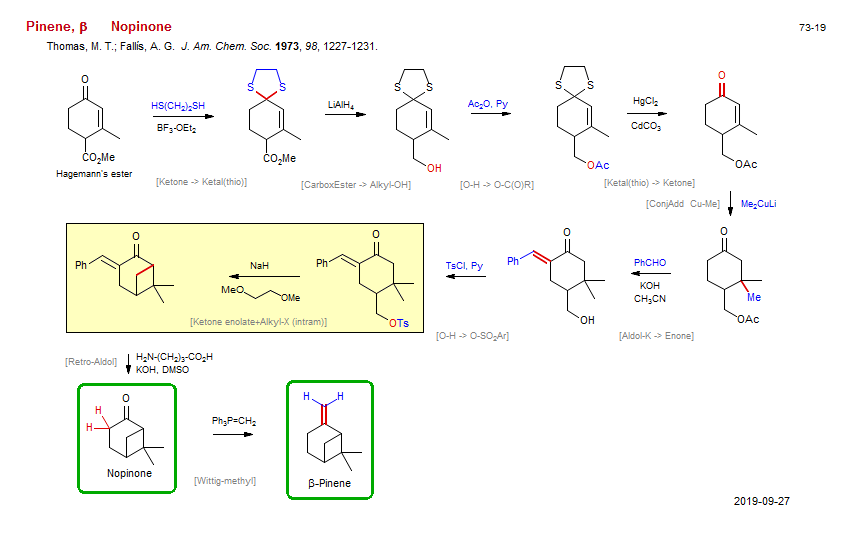 Pinene, β Nopinone
73-19
Thomas, M. T.; Fallis, A. G. J. Am. Chem. Soc. 1973, 98, 1227-1231.
O
CO₂Me
Hagemann's ester
HS(CH₂)₂SH
BF₃-OEt₂
[Ketone -> Ketal(thio)]
S S
CO₂Me
LiAlH₄
[CarboxEster -> Alkyl-OH]
S S
OH
Ac₂O, Py
[O-H -> O-C(O)R]
S S
OAc
HgCl₂
CdCO₃
[Ketal(thio) -> Ketone]
O
OAc
[ConjAdd Cu-Me]
Me₂CuLi
O
Me
OAc
PhCHO
KOH
CH₃CN
[Aldol-K -> Enone]
O
Ph
OH
TsCl, Py
[O-H -> O-SO₂Ar]
O
Ph
OTs
NaH
MeO
OMe
[Ketone enolate+Alkyl-X (intram)]
O
Ph
[Retro-Aldol]
H₂N-(CH₂)₃-CO₂H
KOH, DMSO
O
H
H
Nopinone
Ph₃P=CH₂
[Wittig-methyl]
H H
β-Pinene
2019-09-27